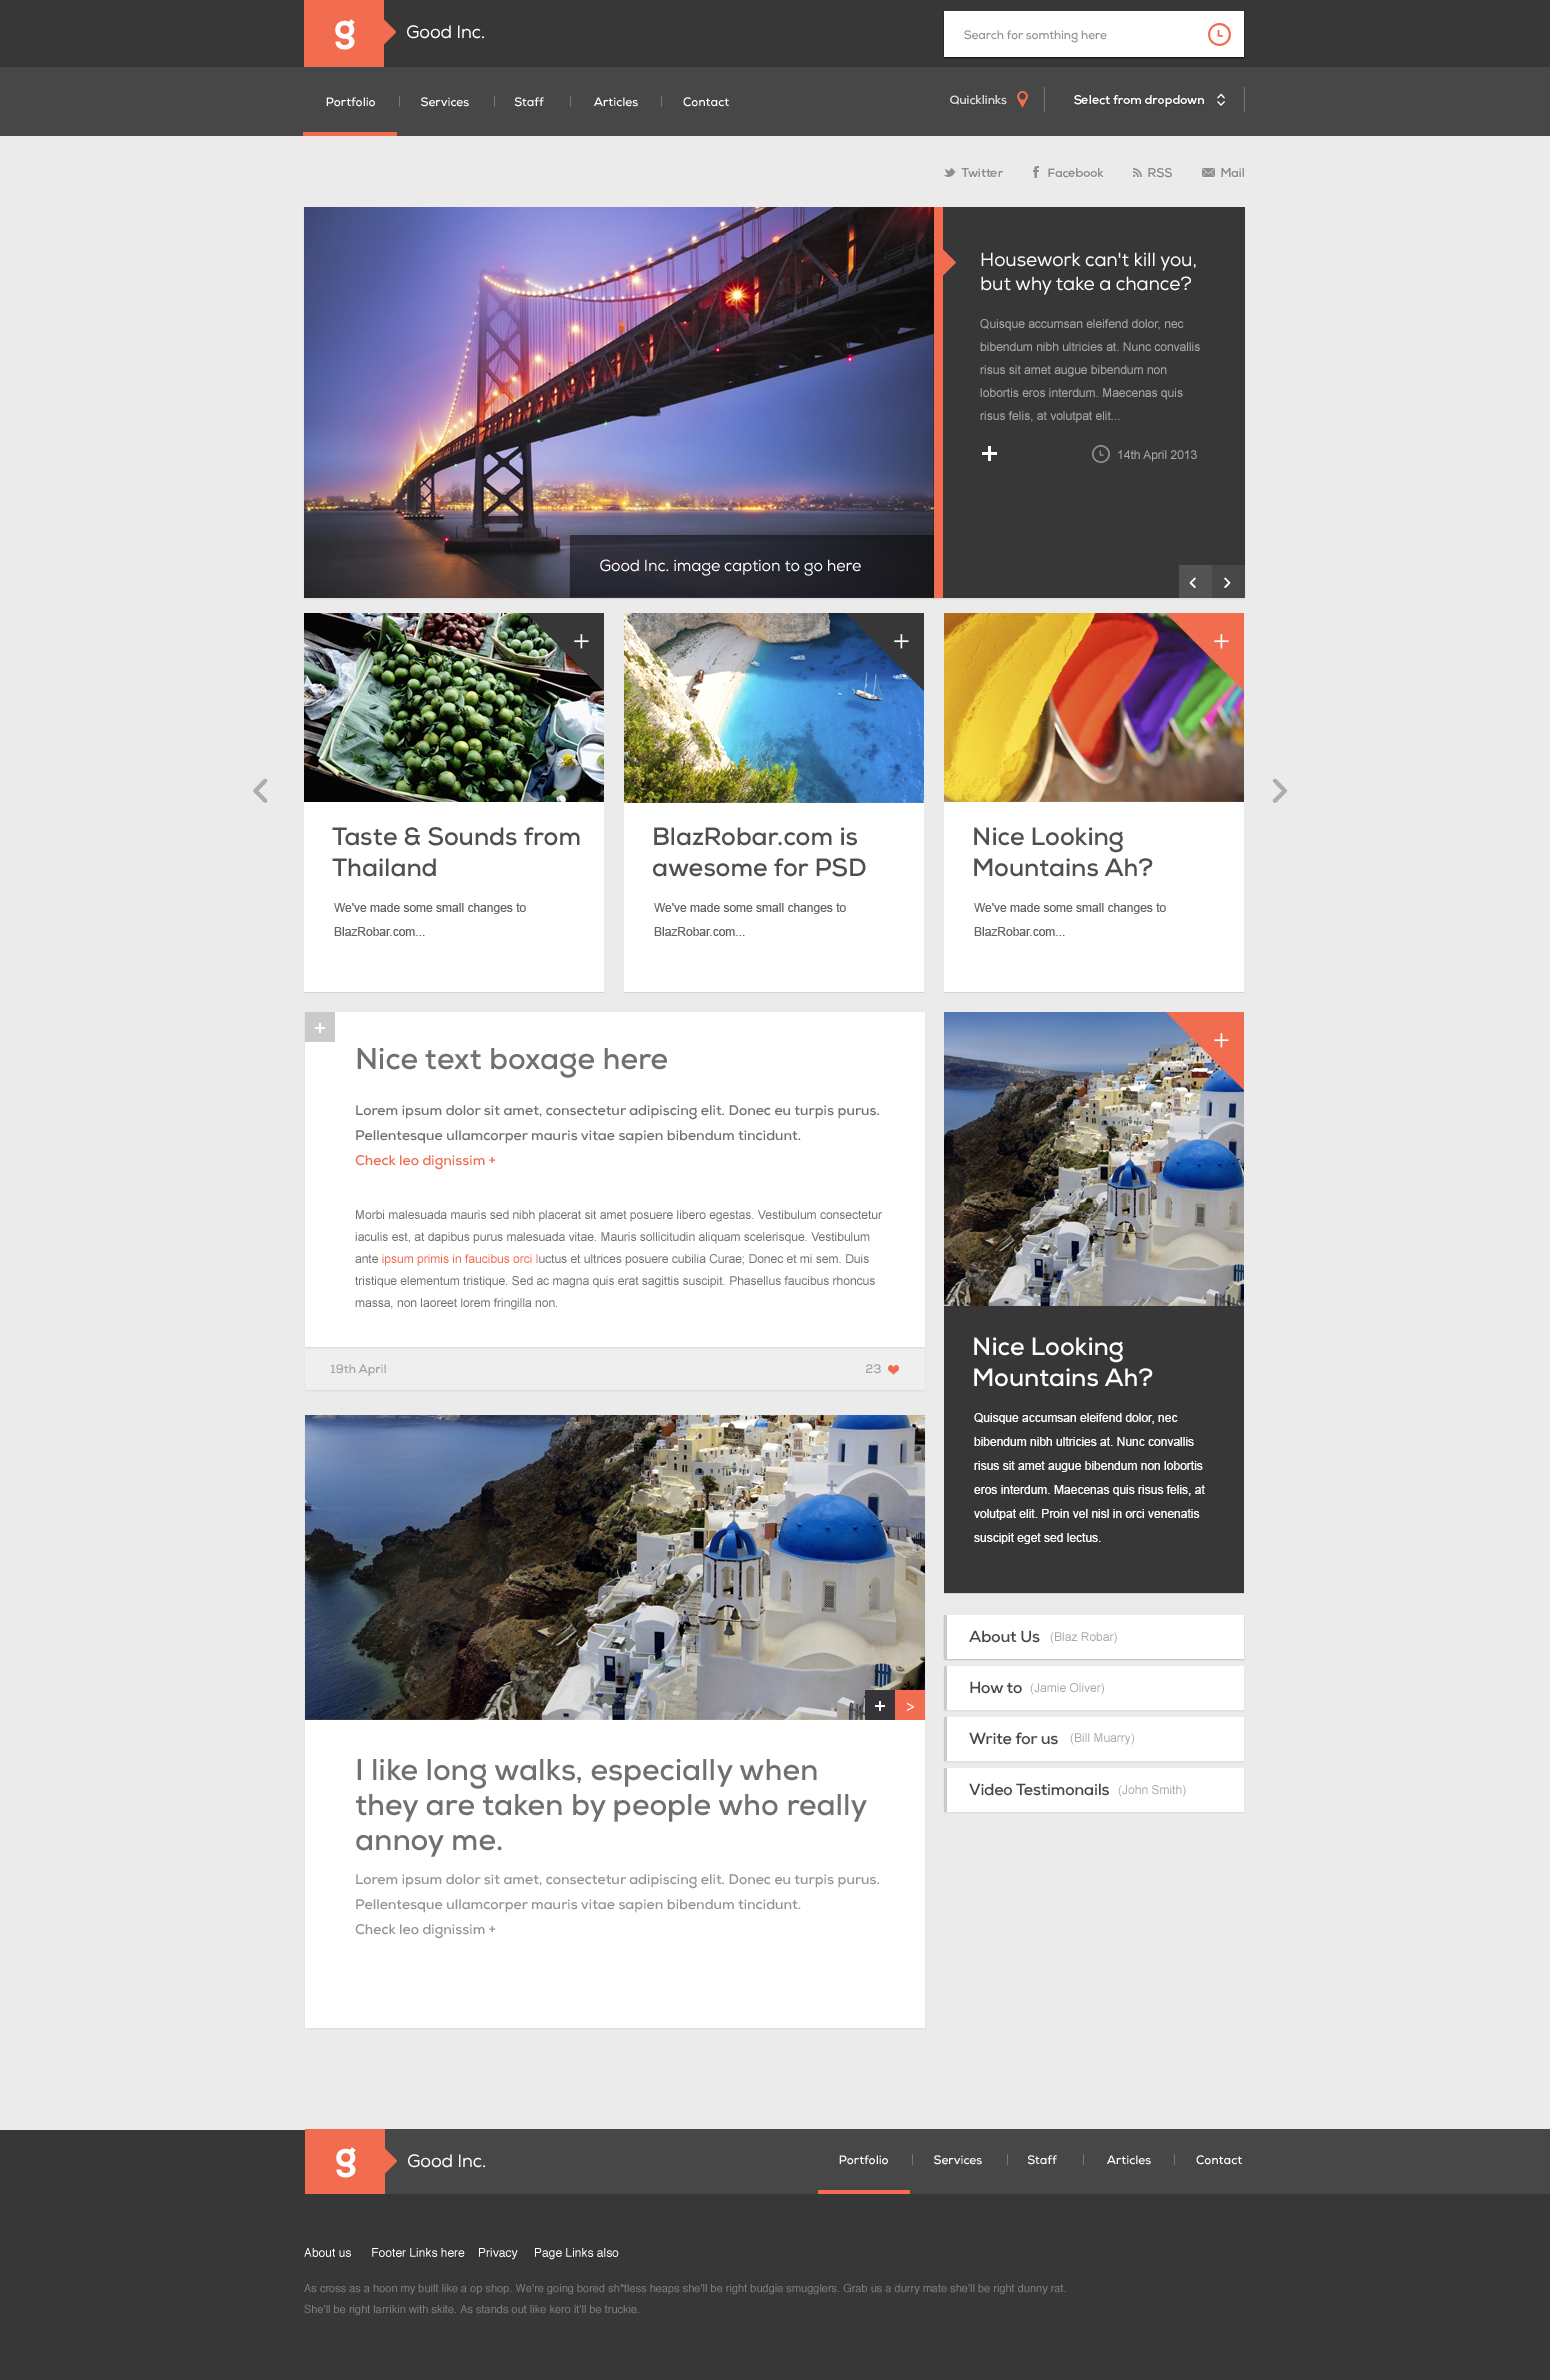 g
Good Inc.
Search for somthing here
Portfolio
Services
Staff
Articles
Contact
Quicklinks
Select from dropdown
Twitter
Facebook
RSS
Mail
Housework can't kill you,
but why take a chance?
Quisque accumsan eleifend dolor, nec
bibendum nibh ultricies at. Nunc convallis
risus sit amet augue bibendum non
lobortis eros interdum. Maecenas quis
risus felis, at volutpat elit...
+
14th April 2013
Good Inc. image caption to go here
+
+
+
Taste & Sounds from
Thailand
We've made some small changes to
BlazRobar.com...
BlazRobar.com is
awesome for PSD
We've made some small changes to
BlazRobar.com...
Nice Looking
Mountains Ah?
We've made some small changes to
BlazRobar.com...
+
Nice text boxage here
Lorem ipsum dolor sit amet, consectetur adipiscing elit. Donec eu turpis purus.
Pellentesque ullamcorper mauris vitae sapien bibendum tincidunt.
Check leo dignissim +
Morbi malesuada mauris sed nibh placerat sit amet posuere libero egestas. Vestibulum consectetur
iaculis est, at dapibus purus malesuada vitae. Mauris sollicitudin aliquam scelerisque. Vestibulum
ante ipsum primis in faucibus orci luctus et ultrices posuere cubilia Curae; Donec et mi sem. Duis
tristique elementum tristique. Sed ac magna quis erat sagittis suscipit. Phasellus faucibus rhoncus
massa, non laoreet lorem fringilla non.
19th April
23
+
Nice Looking
Mountains Ah?
Quisque accumsan eleifend dolor, nec
bibendum nibh ultricies at. Nunc convallis
risus sit amet augue bibendum non lobortis
eros interdum. Maecenas quis risus felis, at
volutpat elit. Proin vel nisl in orci venenatis
suscipit eget sed lectus.
+ >
I like long walks, especially when
they are taken by people who really
annoy me.
Lorem ipsum dolor sit amet, consectetur adipiscing elit. Donec eu turpis purus.
Pellentesque ullamcorper mauris vitae sapien bibendum tincidunt.
Check leo dignissim +
About Us (Blaz Robar)
How to (Jamie Oliver)
Write for us (Bill Muarry)
Video Testimonails (John Smith)
g
Good Inc.
Portfolio
Services
Staff
Articles
Contact
About us
Footer Links here
Privacy
Page Links also
As cross as a hoon my built like a op shop. We're going bored sh*tless heaps she'll be right budgie smugglers. Grab us a durry mate she'll be right dunny rat.
She'll be right larrikin with skite. As stands out like kero it'll be truckie.